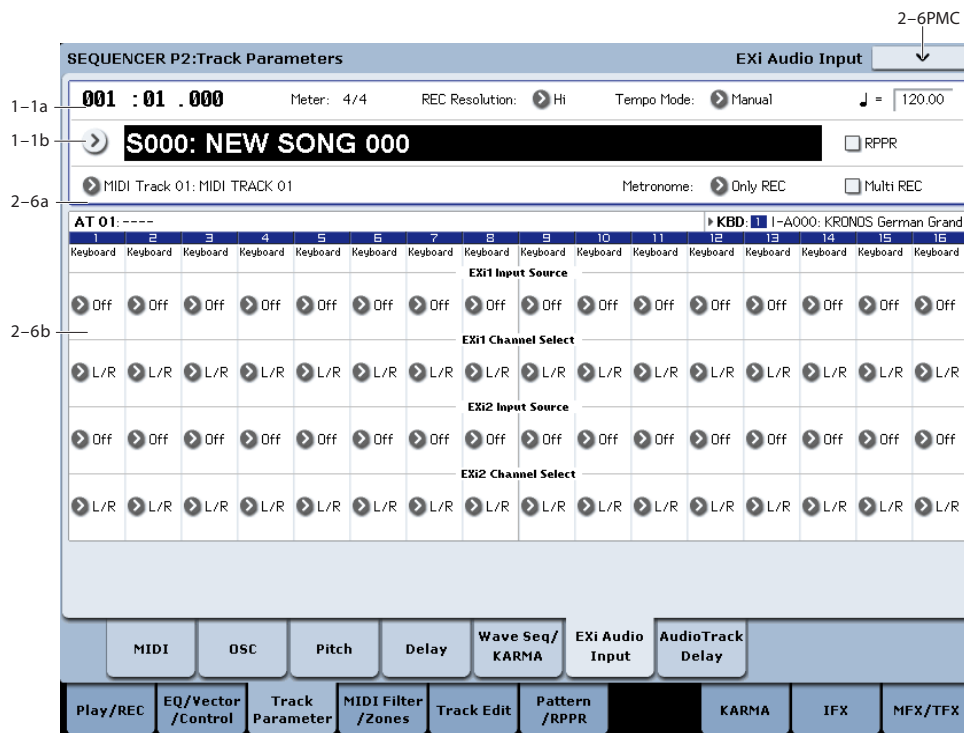 2–6PMC
SEQUENCER P2:Track Parameters EXi Audio Input
1–1a
001 :01 .000 Meter: 4/4 REC Resolution: Hi Tempo Mode: Manual ♩ = 120.00
1–1b
S000: NEW SONG 000 RPPR
MIDI Track 01: MIDI TRACK 01 Metronome: Only REC Multi REC
2–6a
AT 01:---- KBD: 1 I-A000: KRONOS German Grand
1 2 3 4 5 6 7 8 9 10 11 12 13 14 15 16
Keyboard Keyboard Keyboard Keyboard Keyboard Keyboard Keyboard Keyboard Keyboard Keyboard Keyboard Keyboard Keyboard Keyboard Keyboard Keyboard
EXi1 Input Source
Off Off Off Off Off Off Off Off Off Off Off Off Off Off Off Off
2–6b
EXi1 Channel Select
L/R L/R L/R L/R L/R L/R L/R L/R L/R L/R L/R L/R L/R L/R L/R L/R
EXi2 Input Source
Off Off Off Off Off Off Off Off Off Off Off Off Off Off Off Off
EXi2 Channel Select
L/R L/R L/R L/R L/R L/R L/R L/R L/R L/R L/R L/R L/R L/R L/R L/R
MIDI OSC Pitch Delay Wave Seq/ KARMA EXi Audio Input AudioTrack Delay
Play/REC EQ/Vector /Control Track Parameter MIDI Filter /Zones Track Edit Pattern /RPPR KARMA IFX MFX/TFX